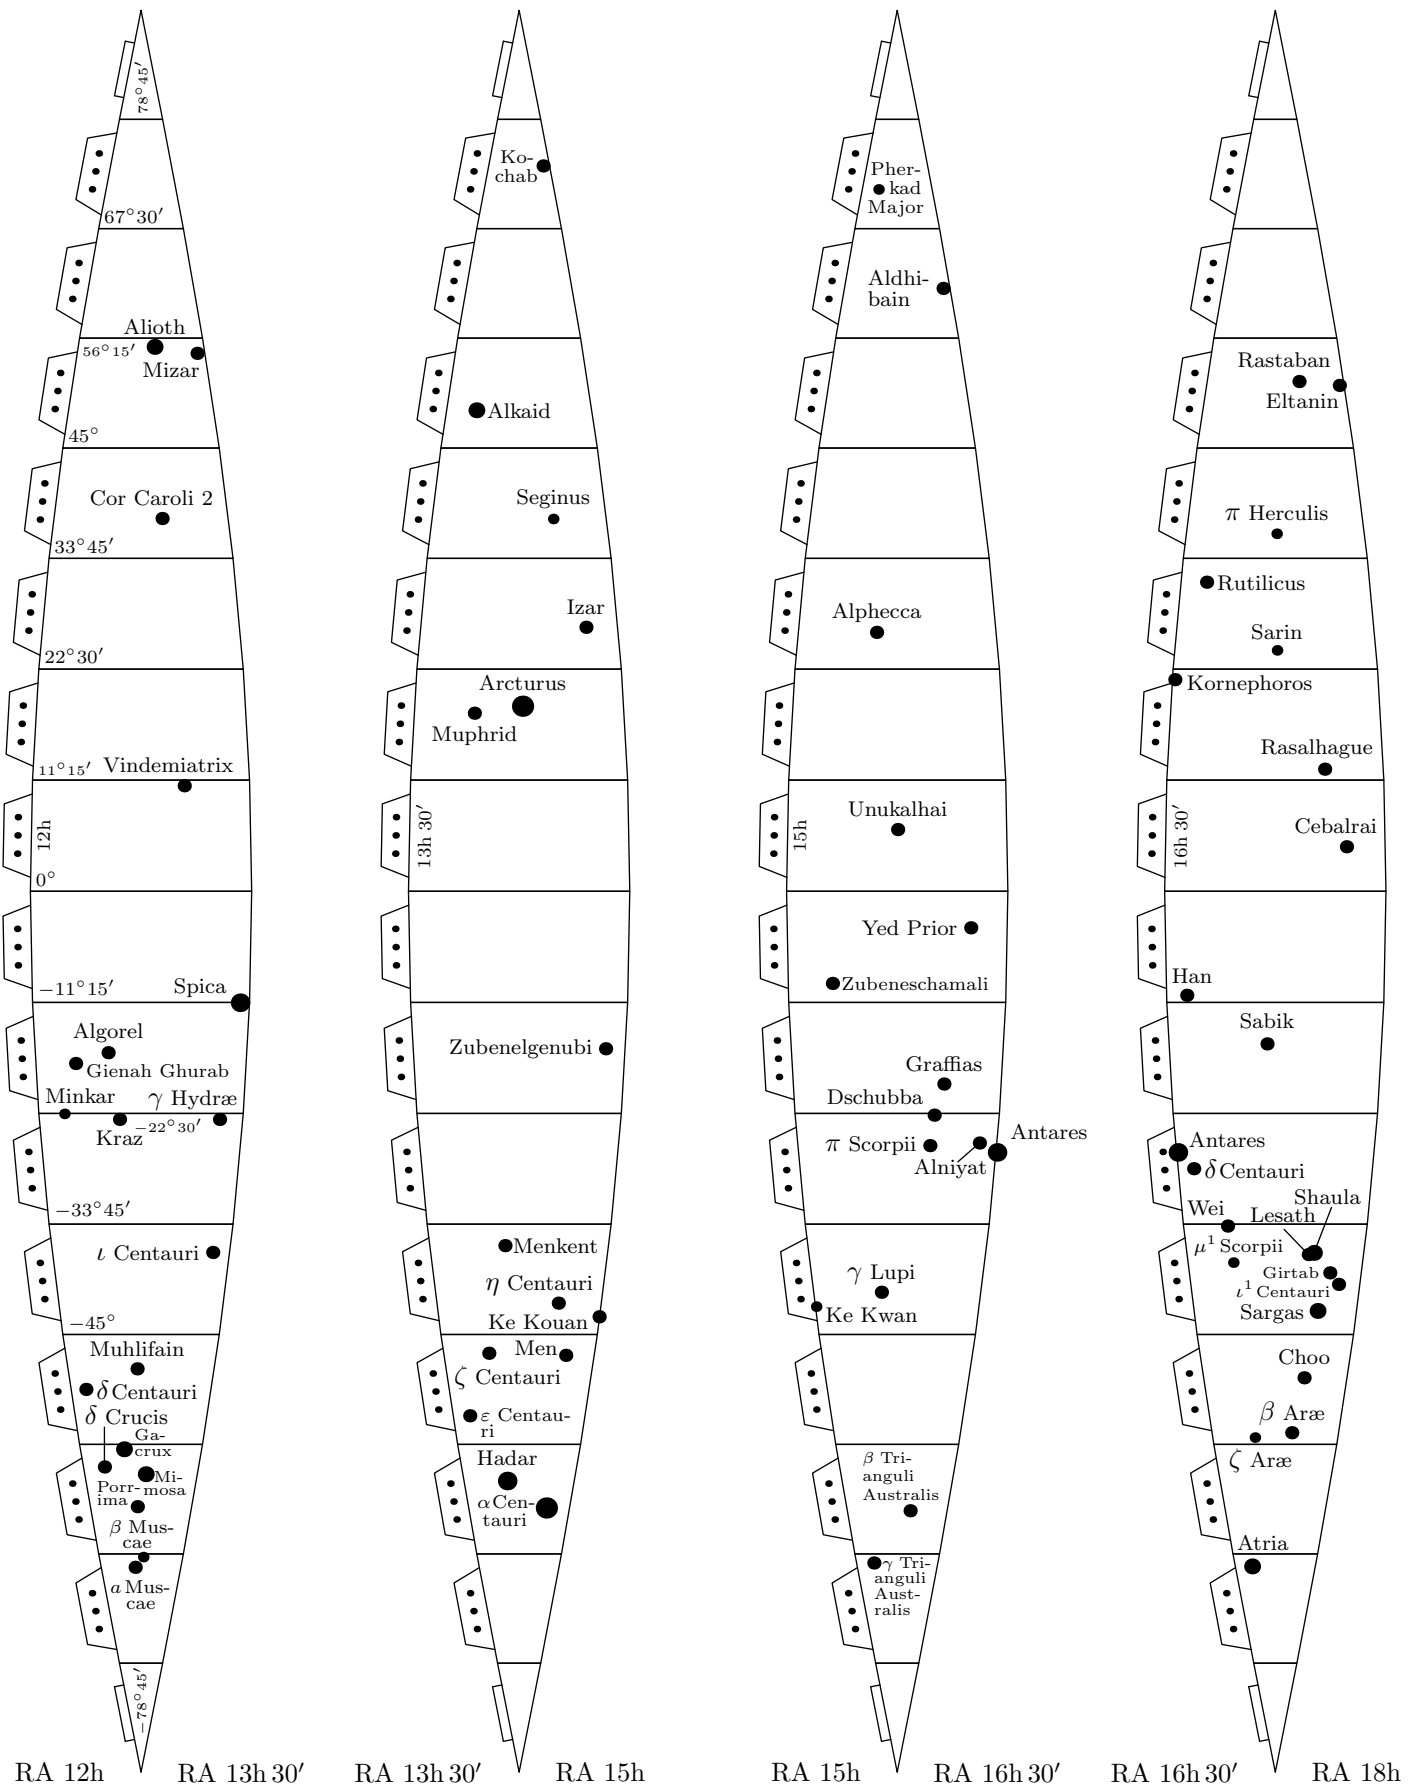 78°45′
67°30′
Alioth
56°15′
Mizar
45°
Cor Caroli 2
33°45′
22°30′
11°15′ Vindemiatrix
12h
0°
−11°15′
Spica
Algorel
Gienah Ghurab
Minkar
γ Hydræ
Kraz
−22°30′
−33°45′
ι Centauri
−45°
Muhlifain
δ Centauri
δ Crucis
Ga-
crux
Mi-
mosa
Porr-
ima
β Mus-
cae
a Mus-
cae
−78°45′
RA 12h
RA 13h 30′
Ko-
chab
Alkaid
Seginus
Izar
Arcturus
Muphrid
13h 30′
Zubenelgenubi
Menkent
η Centauri
Ke Kouan
Men
ζ Centauri
ε Centau-
ri
Hadar
αCen-
tauri
RA 13h 30′
RA 15h
Pher-
kad
Major
Aldhi-
bain
Alphecca
Unukalhai
15h
Yed Prior
Zubeneschamali
Graffias
Dschubba
Antares
π Scorpii
Alniyat
γ Lupi
Ke Kwan
β Tri-
anguli
Australis
γ Tri-
anguli
Aust-
ralis
RA 15h
RA 16h 30′
Rastaban
Eltanin
π Herculis
Rutilicus
Sarin
Kornephoros
Rasalhague
16h 30′
Cebalrai
Han
Sabik
Antares
δ Centauri
Shaula
Wei
Lesath
μ¹ Scorpii
Girtab
ι¹ Centauri
Sargas
Choo
β Aræ
ζ Aræ
Atria
RA 16h 30′
RA 18h